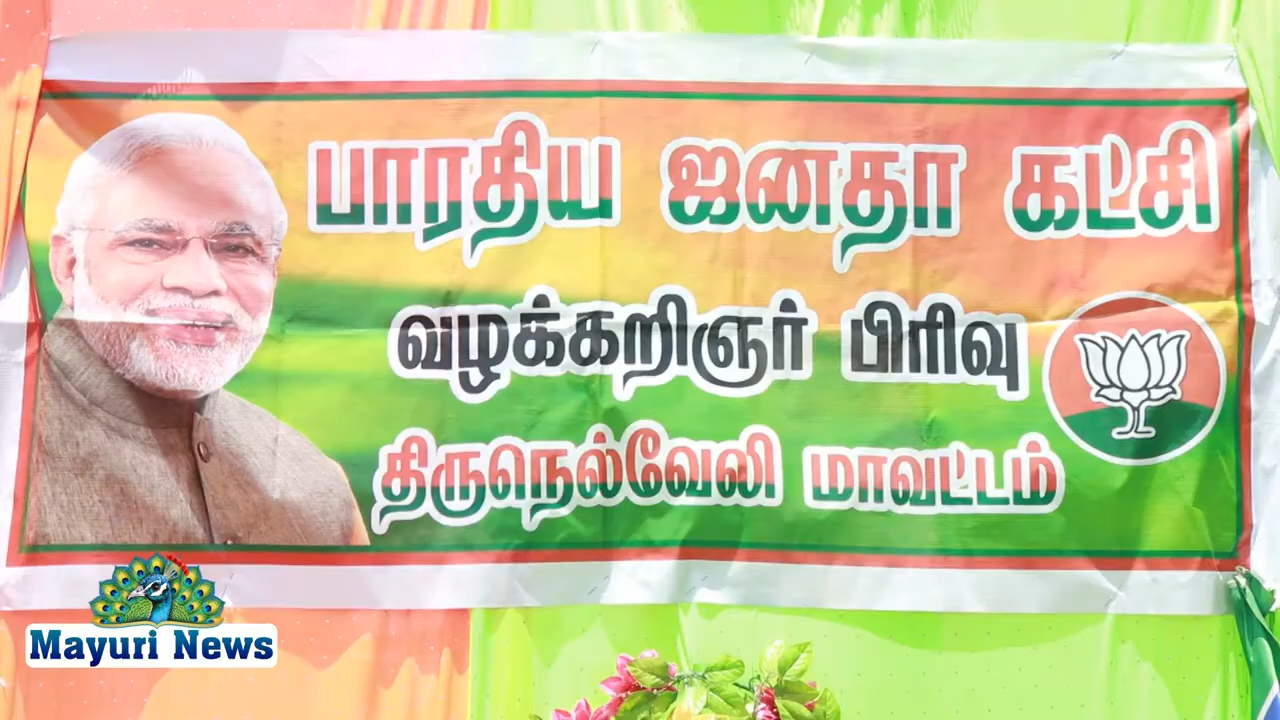 பாரதிய ஜனதா கட்சி
வழக்கறிஞர் பிரிவு
திருநெல்வேலி மாவட்டம்
Mayuri News